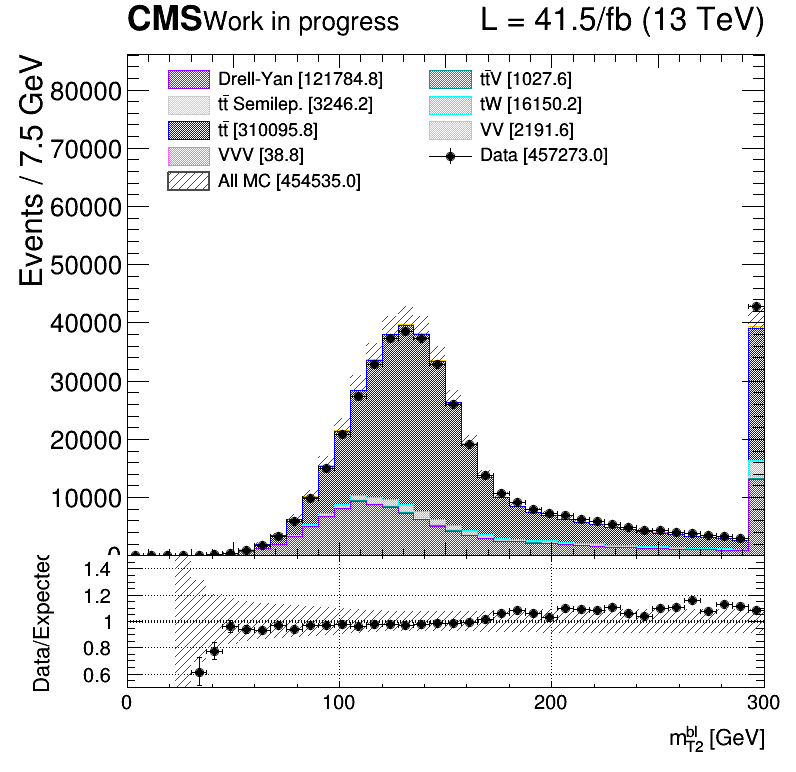 CMS Work in progress L = 41.5/fb (13 TeV)
Events / 7.5 GeV
Drell-Yan [121784.8]
tt̄V [1027.6]
tt̄ Semilep. [3246.2]
tW [16150.2]
tt̄ [310095.8]
VV [2191.6]
VVV [38.8]
Data [457273.0]
All MC [454535.0]
80000
70000
60000
50000
40000
30000
20000
10000
0
Data/Expected
1.4
1.2
1
0.8
0.6
0 100 200 300
m_{T2}^{bl} [GeV]